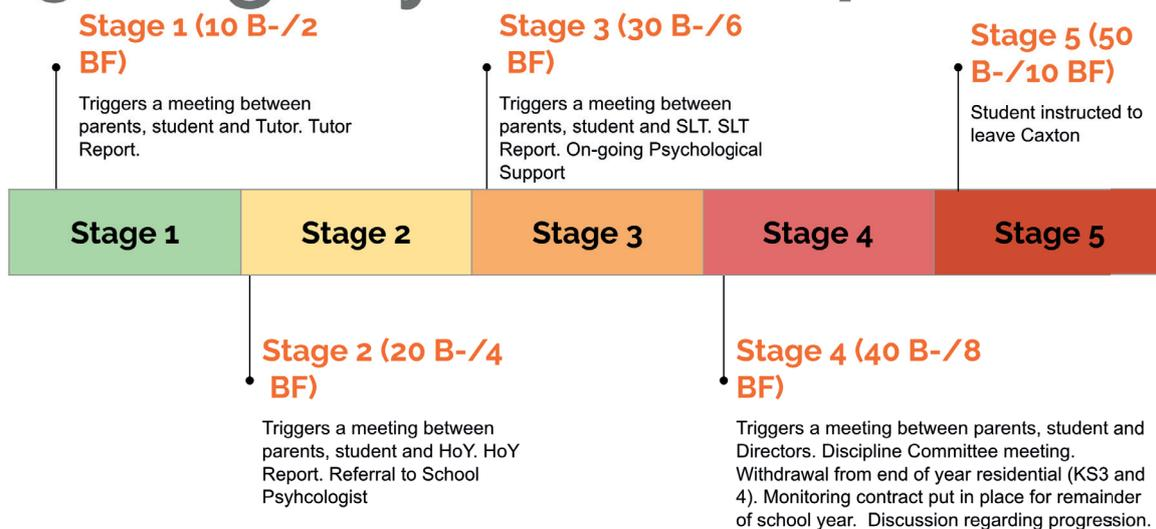 Stage 1 (10 B-/2
BF)
Triggers a meeting between
parents, student and Tutor. Tutor
Report.
Stage 3 (30 B-/6
BF)
Triggers a meeting between
parents, student and SLT. SLT
Report. On-going Psychological
Support
Stage 5 (50
B-/10 BF)
Student instructed to
leave Caxton
Stage 1
Stage 2
Stage 3
Stage 4
Stage 5
Stage 2 (20 B-/4
BF)
Triggers a meeting between
parents, student and HoY. HoY
Report. Referral to School
Psyhcologist
Stage 4 (40 B-/8
BF)
Triggers a meeting between parents, student and
Directors. Discipline Committee meeting.
Withdrawal from end of year residential (KS3 and
4). Monitoring contract put in place for remainder
of school year.  Discussion regarding progression.